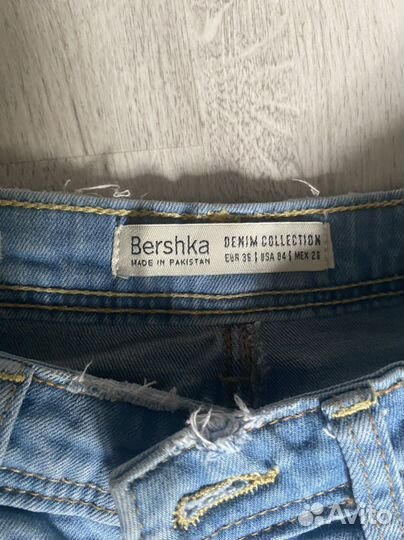 Bershka
MADE IN PAKISTAN
DENIM COLLECTION
EUR 36 | USA 04 | MEX 26
Avito